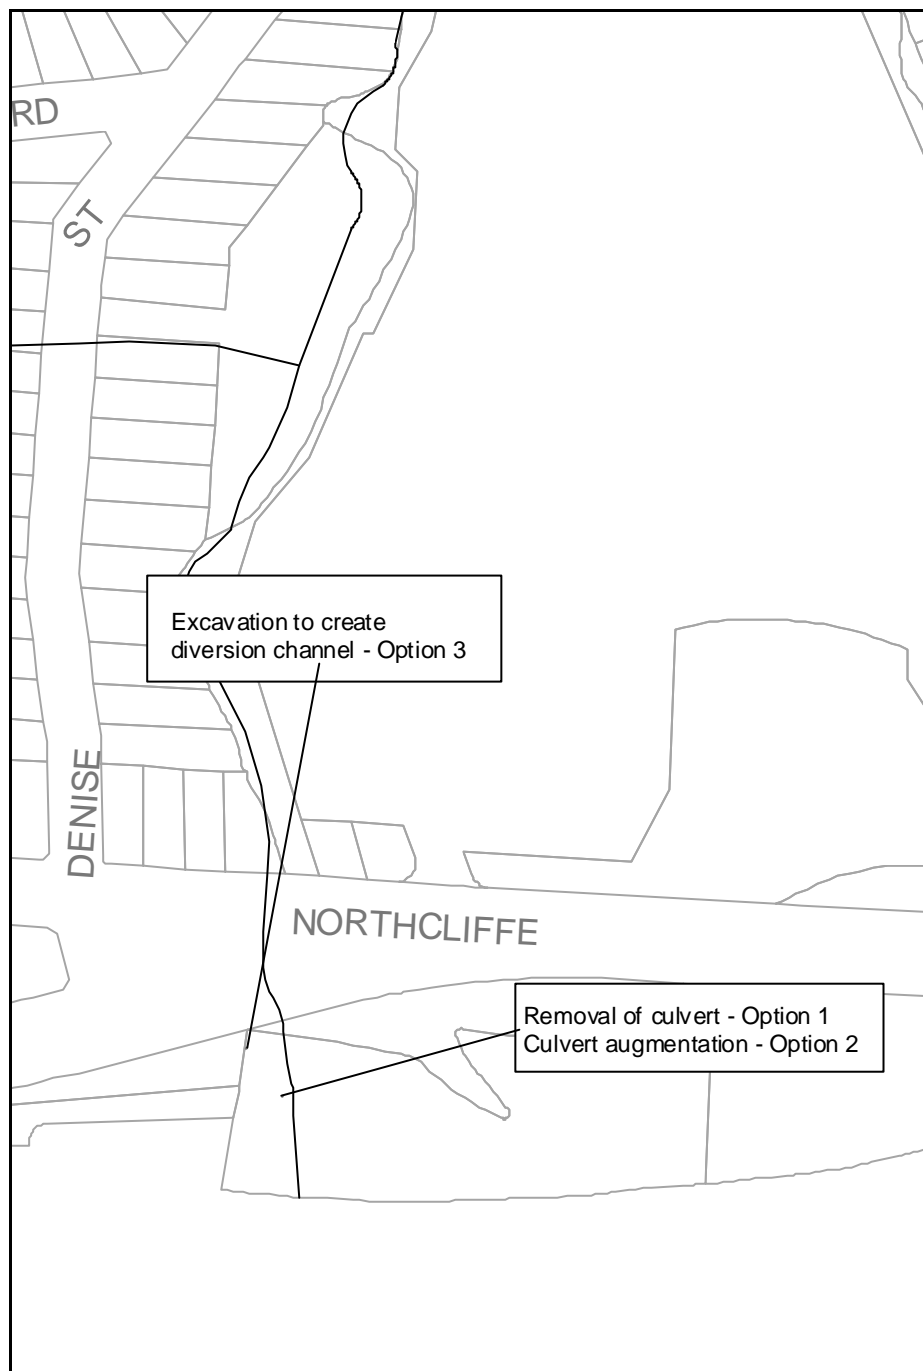 RD
ST
Excavation to create
diversion channel - Option 3
DENISE
NORTHCLIFFE
Removal of culvert - Option 1
Culvert augmentation - Option 2